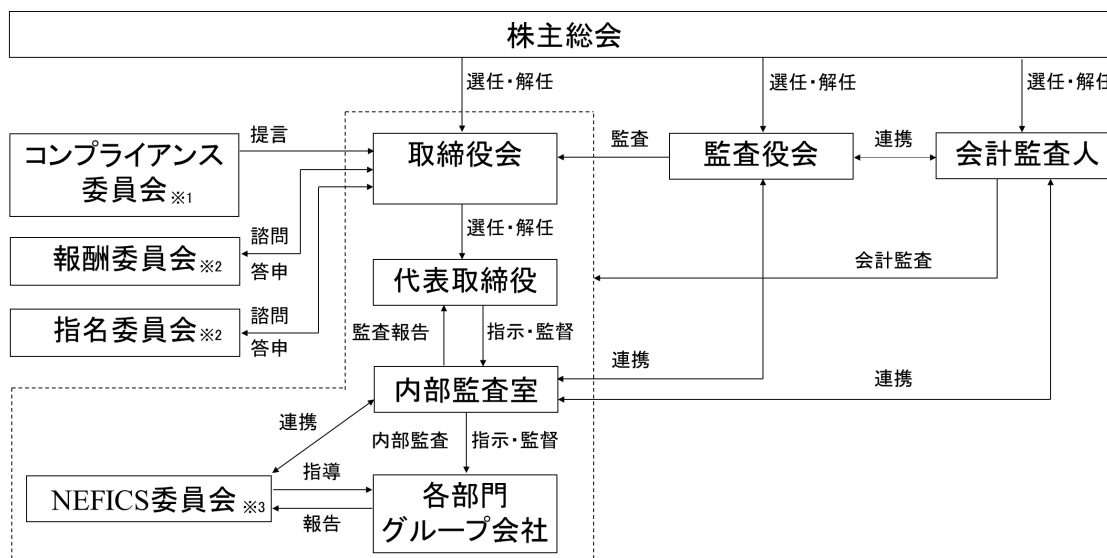 株主総会
選任・解任
選任・解任
選任・解任
コンプライアンス
委員会※1
提言
取締役会
監査
監査役会
連携
会計監査人
報酬委員会※2
諮問
答申
選任・解任
会計監査
代表取締役
指名委員会※2
諮問
答申
監査報告
指示・監督
連携
連携
内部監査室
連携
内部監査
指示・監督
NEFICS委員会※3
指導
報告
各部門
グループ会社